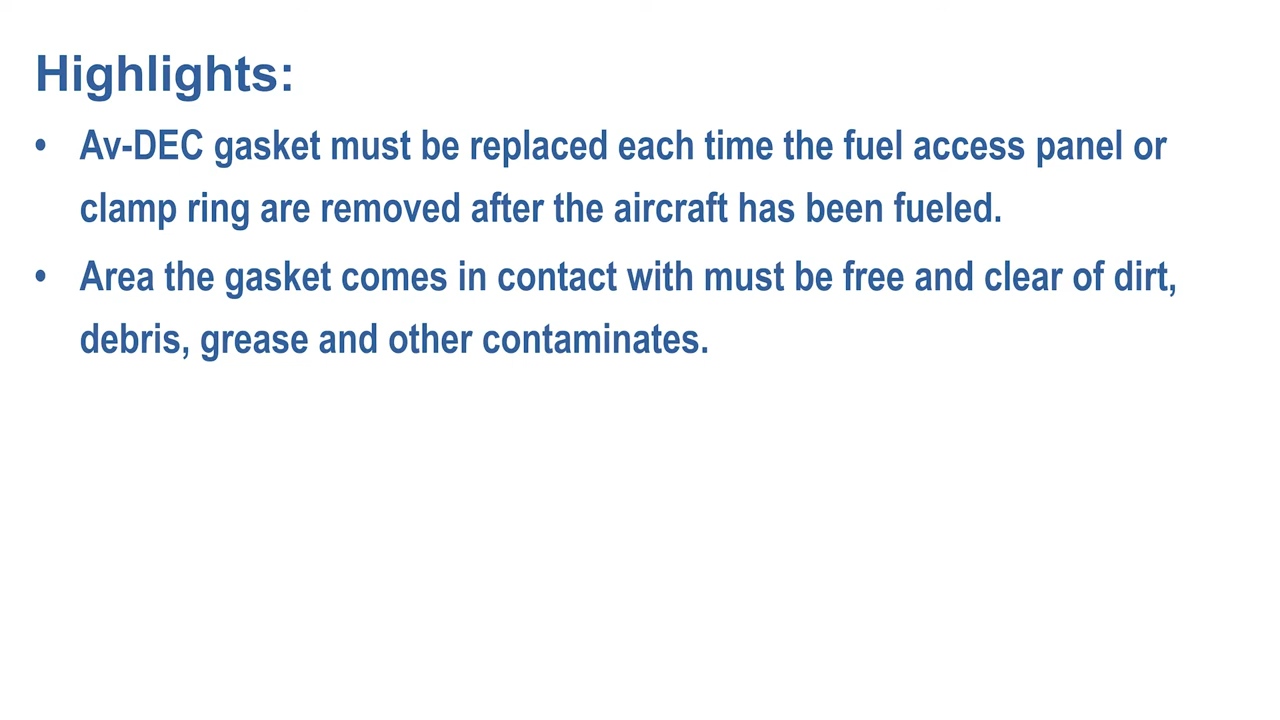 Highlights:
• Av-DEC gasket must be replaced each time the fuel access panel or
clamp ring are removed after the aircraft has been fueled.
• Area the gasket comes in contact with must be free and clear of dirt,
debris, grease and other contaminates.